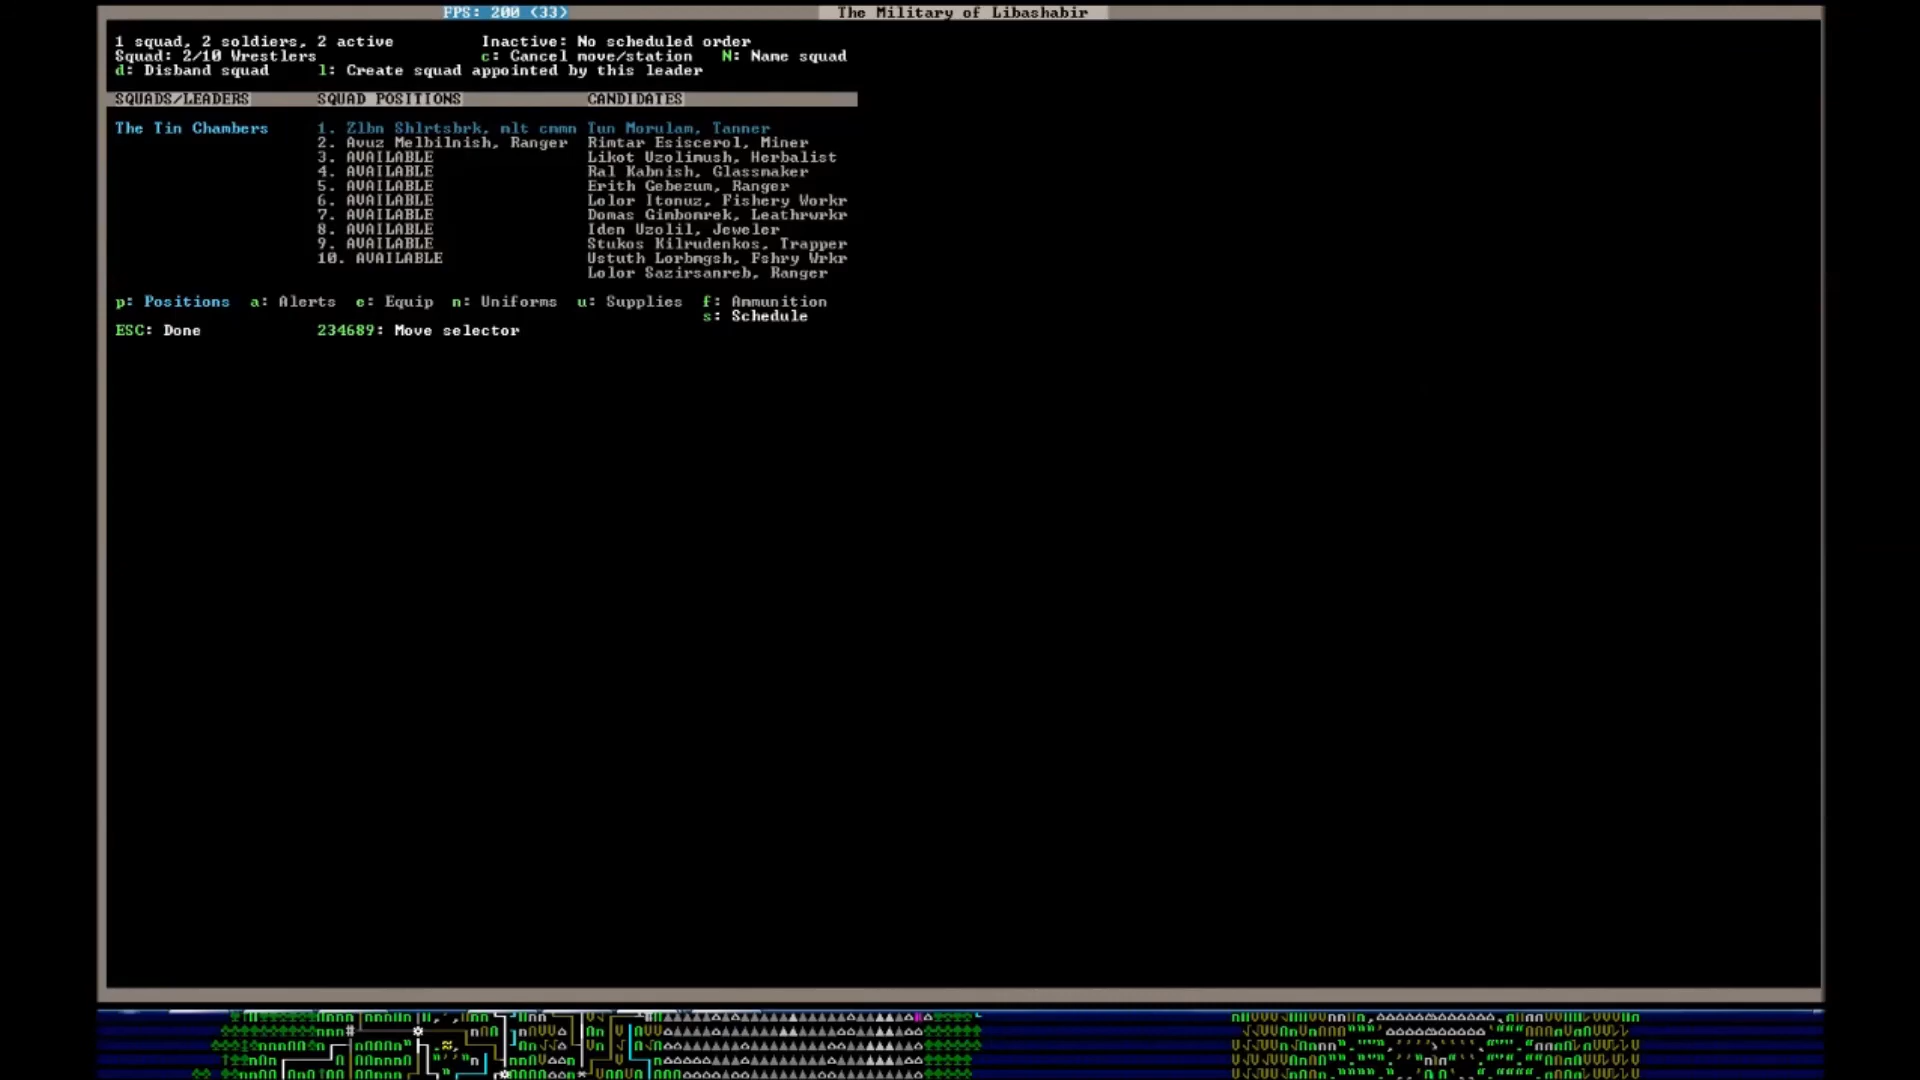 FPS: 200 (33) The Military of Libashabir
1 squad, 2 soldiers, 2 active Inactive: No scheduled order
Squad: 2/10 Wrestlers c: Cancel move/station N: Name squad
d: Disband squad l: Create squad appointed by this leader
SQUADS/LEADERS SQUAD POSITIONS CANDIDATES
The Tin Chambers 1. Zlbn Shlrtsbrk, mlt cmmn Tun Morulam, Tanner
2. Avuz Melbilnish, Ranger Rimtar Esiscerol, Miner
3. AVAILABLE Likot Uzolimush, Herbalist
4. AVAILABLE Ral Kabnish, Glassmaker
5. AVAILABLE Erith Gebezum, Ranger
6. AVAILABLE Lolor Itonuz, Fishery Workr
7. AVAILABLE Domas Gimbomrek, Leathrwrkr
8. AVAILABLE Iden Uzolil, Jeweler
9. AVAILABLE Stukos Kilrudenkos, Trapper
10. AVAILABLE Ustuth Lorbmgsh, Fshry Wrkr
Lolor Sazirsanreb, Ranger
p: Positions a: Alerts e: Equip n: Uniforms u: Supplies f: Ammunition
s: Schedule
ESC: Done 234689: Move selector